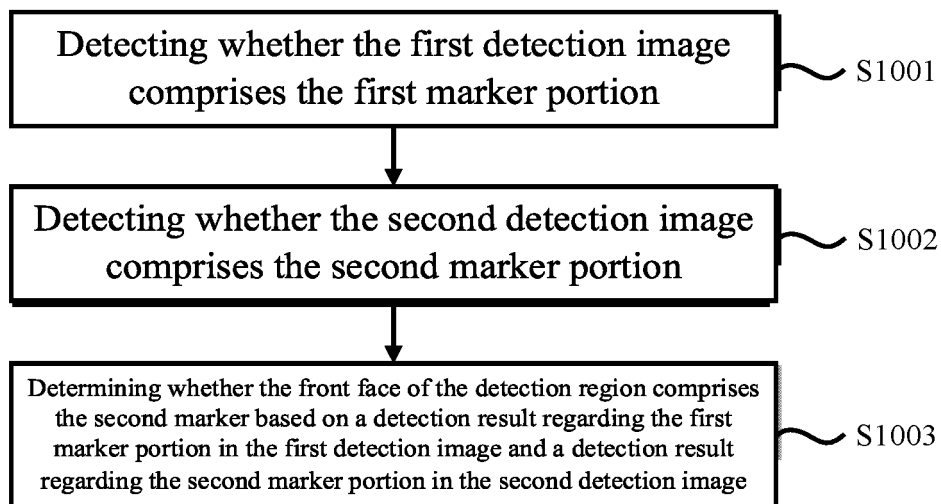 Detecting whether the first detection image
comprises the first marker portion
S1001
Detecting whether the second detection image
comprises the second marker portion
S1002
Determining whether the front face of the detection region comprises
the second marker based on a detection result regarding the first
marker portion in the first detection image and a detection result
regarding the second marker portion in the second detection image
S1003